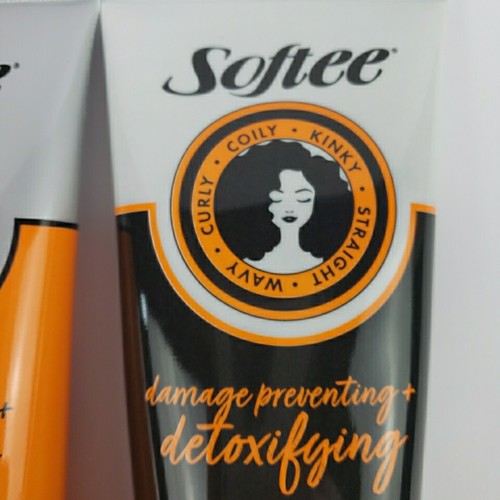 Softee
CURLY • COILY • KINKY • STRAIGHT • WAVY •
damage preventing +
detoxifying